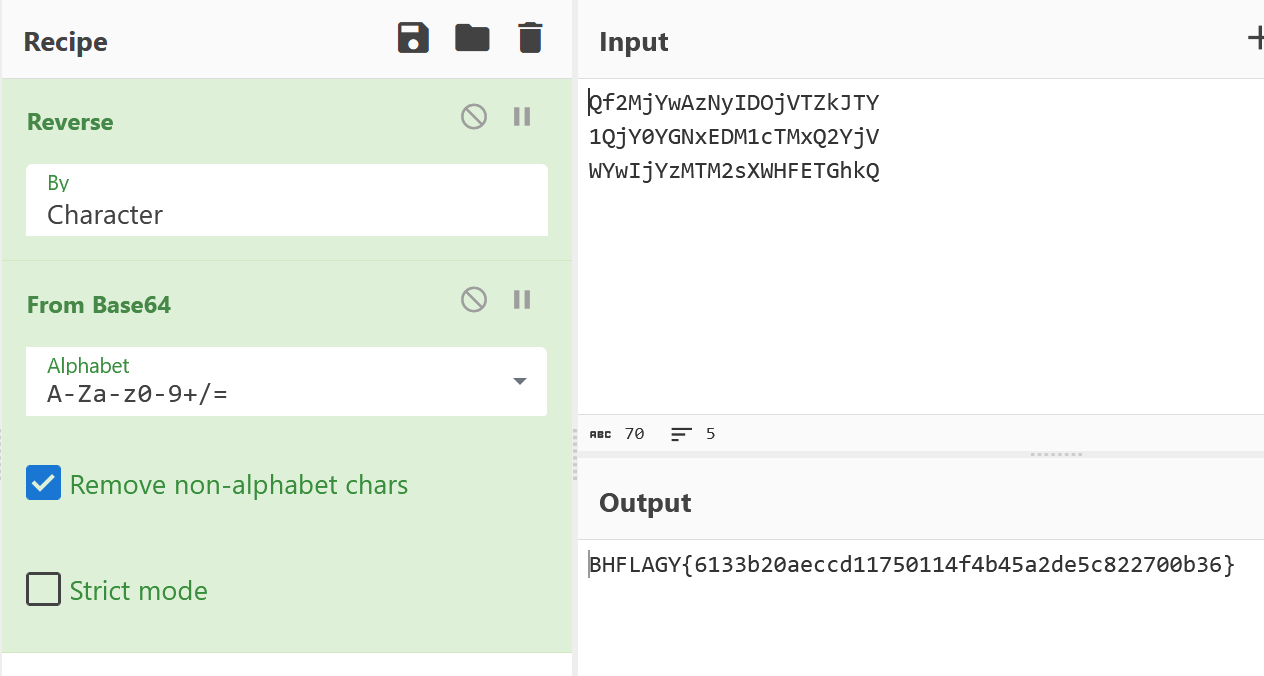 Recipe
Reverse
By
Character
From Base64
Alphabet
A-Za-z0-9+/=
Remove non-alphabet chars
Strict mode
Input
Qf2MjYwAzNyIDOjVTZkJTY
1QjY0YGNxEDM1cTMxQ2YjV
WYwIjYzMTM2sXWHFETGhkQ
ABC 70 5
Output
BHFLAGY{6133b20aeccd11750114f4b45a2de5c822700b36}